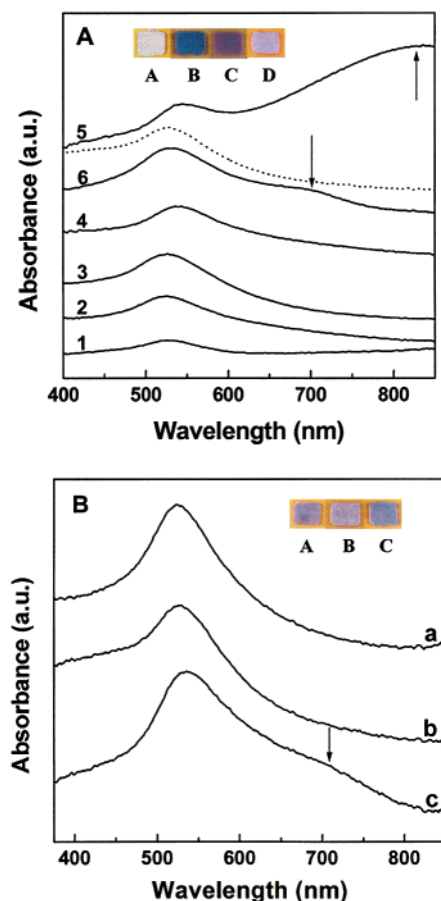 A
A B C D
5
6
4
3
2
1
400 500 600 700 800
Wavelength (nm)
Absorbance (a.u.)
B
A B C
a
b
c
400 500 600 700 800
Wavelength (nm)
Absorbance (a.u.)